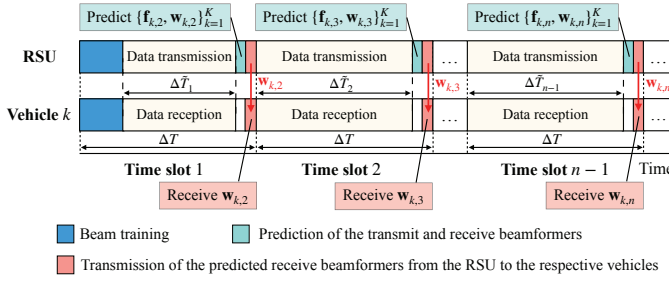 Predict {f_{k,2}, w_{k,2}}_{k=1}^{K} Predict {f_{k,3}, w_{k,3}}_{k=1}^{K} Predict {f_{k,n}, w_{k,n}}_{k=1}^{K}
RSU Data transmission Data transmission ... Data transmission ...
ΔT̃_1 w_{k,2} ΔT̃_2 w_{k,3} ΔT̃_{n−1} w_{k,n}
Vehicle k Data reception Data reception ... Data reception ...
ΔT ΔT ΔT
Time slot 1 Time slot 2 Time slot n − 1 Time
Receive w_{k,2} Receive w_{k,3} Receive w_{k,n}
Beam training Prediction of the transmit and receive beamformers
Transmission of the predicted receive beamformers from the RSU to the respective vehicles